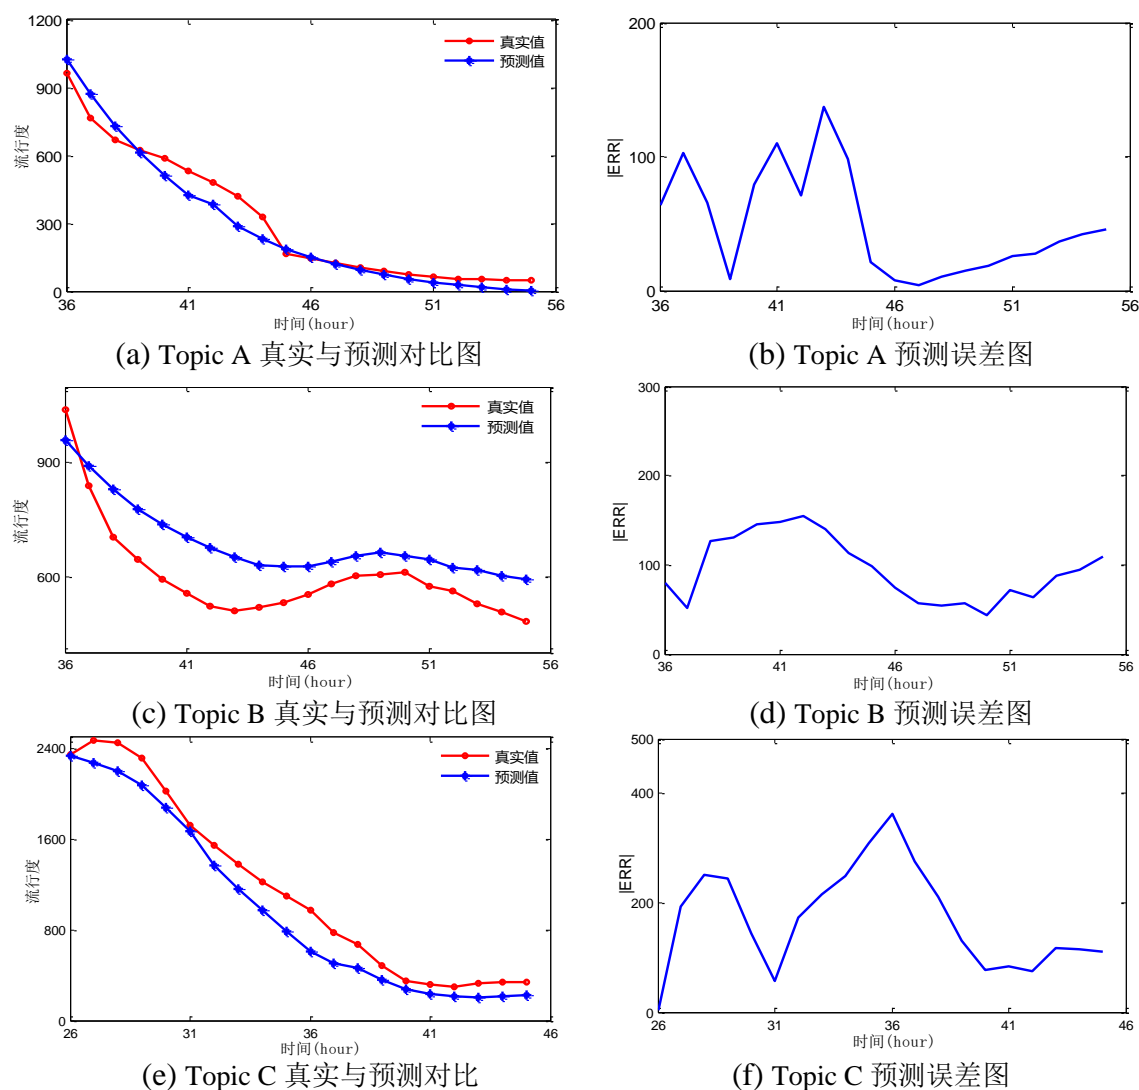 1200
900
600
300
0
36
41
46
51
56
流行度
时间(hour)
真实值
预测值
(a) Topic A 真实与预测对比图
200
100
0
36
41
46
51
56
|ERR|
时间(hour)
(b) Topic A 预测误差图
900
600
36
41
46
51
56
流行度
时间(hour)
真实值
预测值
(c) Topic B 真实与预测对比图
300
200
100
0
36
41
46
51
56
|ERR|
时间(hour)
(d) Topic B 预测误差图
2400
1600
800
0
26
31
36
41
46
流行度
时间(hour)
真实值
预测值
(e) Topic C 真实与预测对比
500
400
200
0
26
31
36
41
46
|ERR|
时间(hour)
(f) Topic C 预测误差图